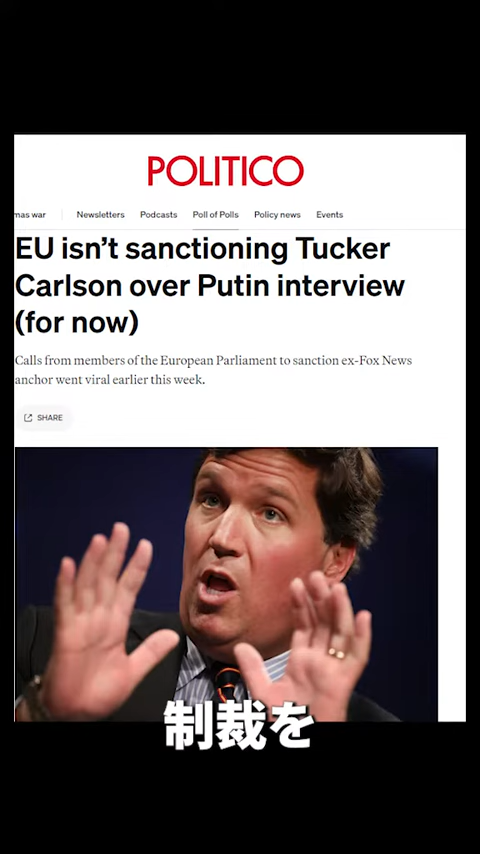 POLITICO
mas war
Newsletters
Podcasts
Poll of Polls
Policy news
Events
EU isn’t sanctioning Tucker
Carlson over Putin interview
(for now)
Calls from members of the European Parliament to sanction ex-Fox News
anchor went viral earlier this week.
SHARE
制裁を